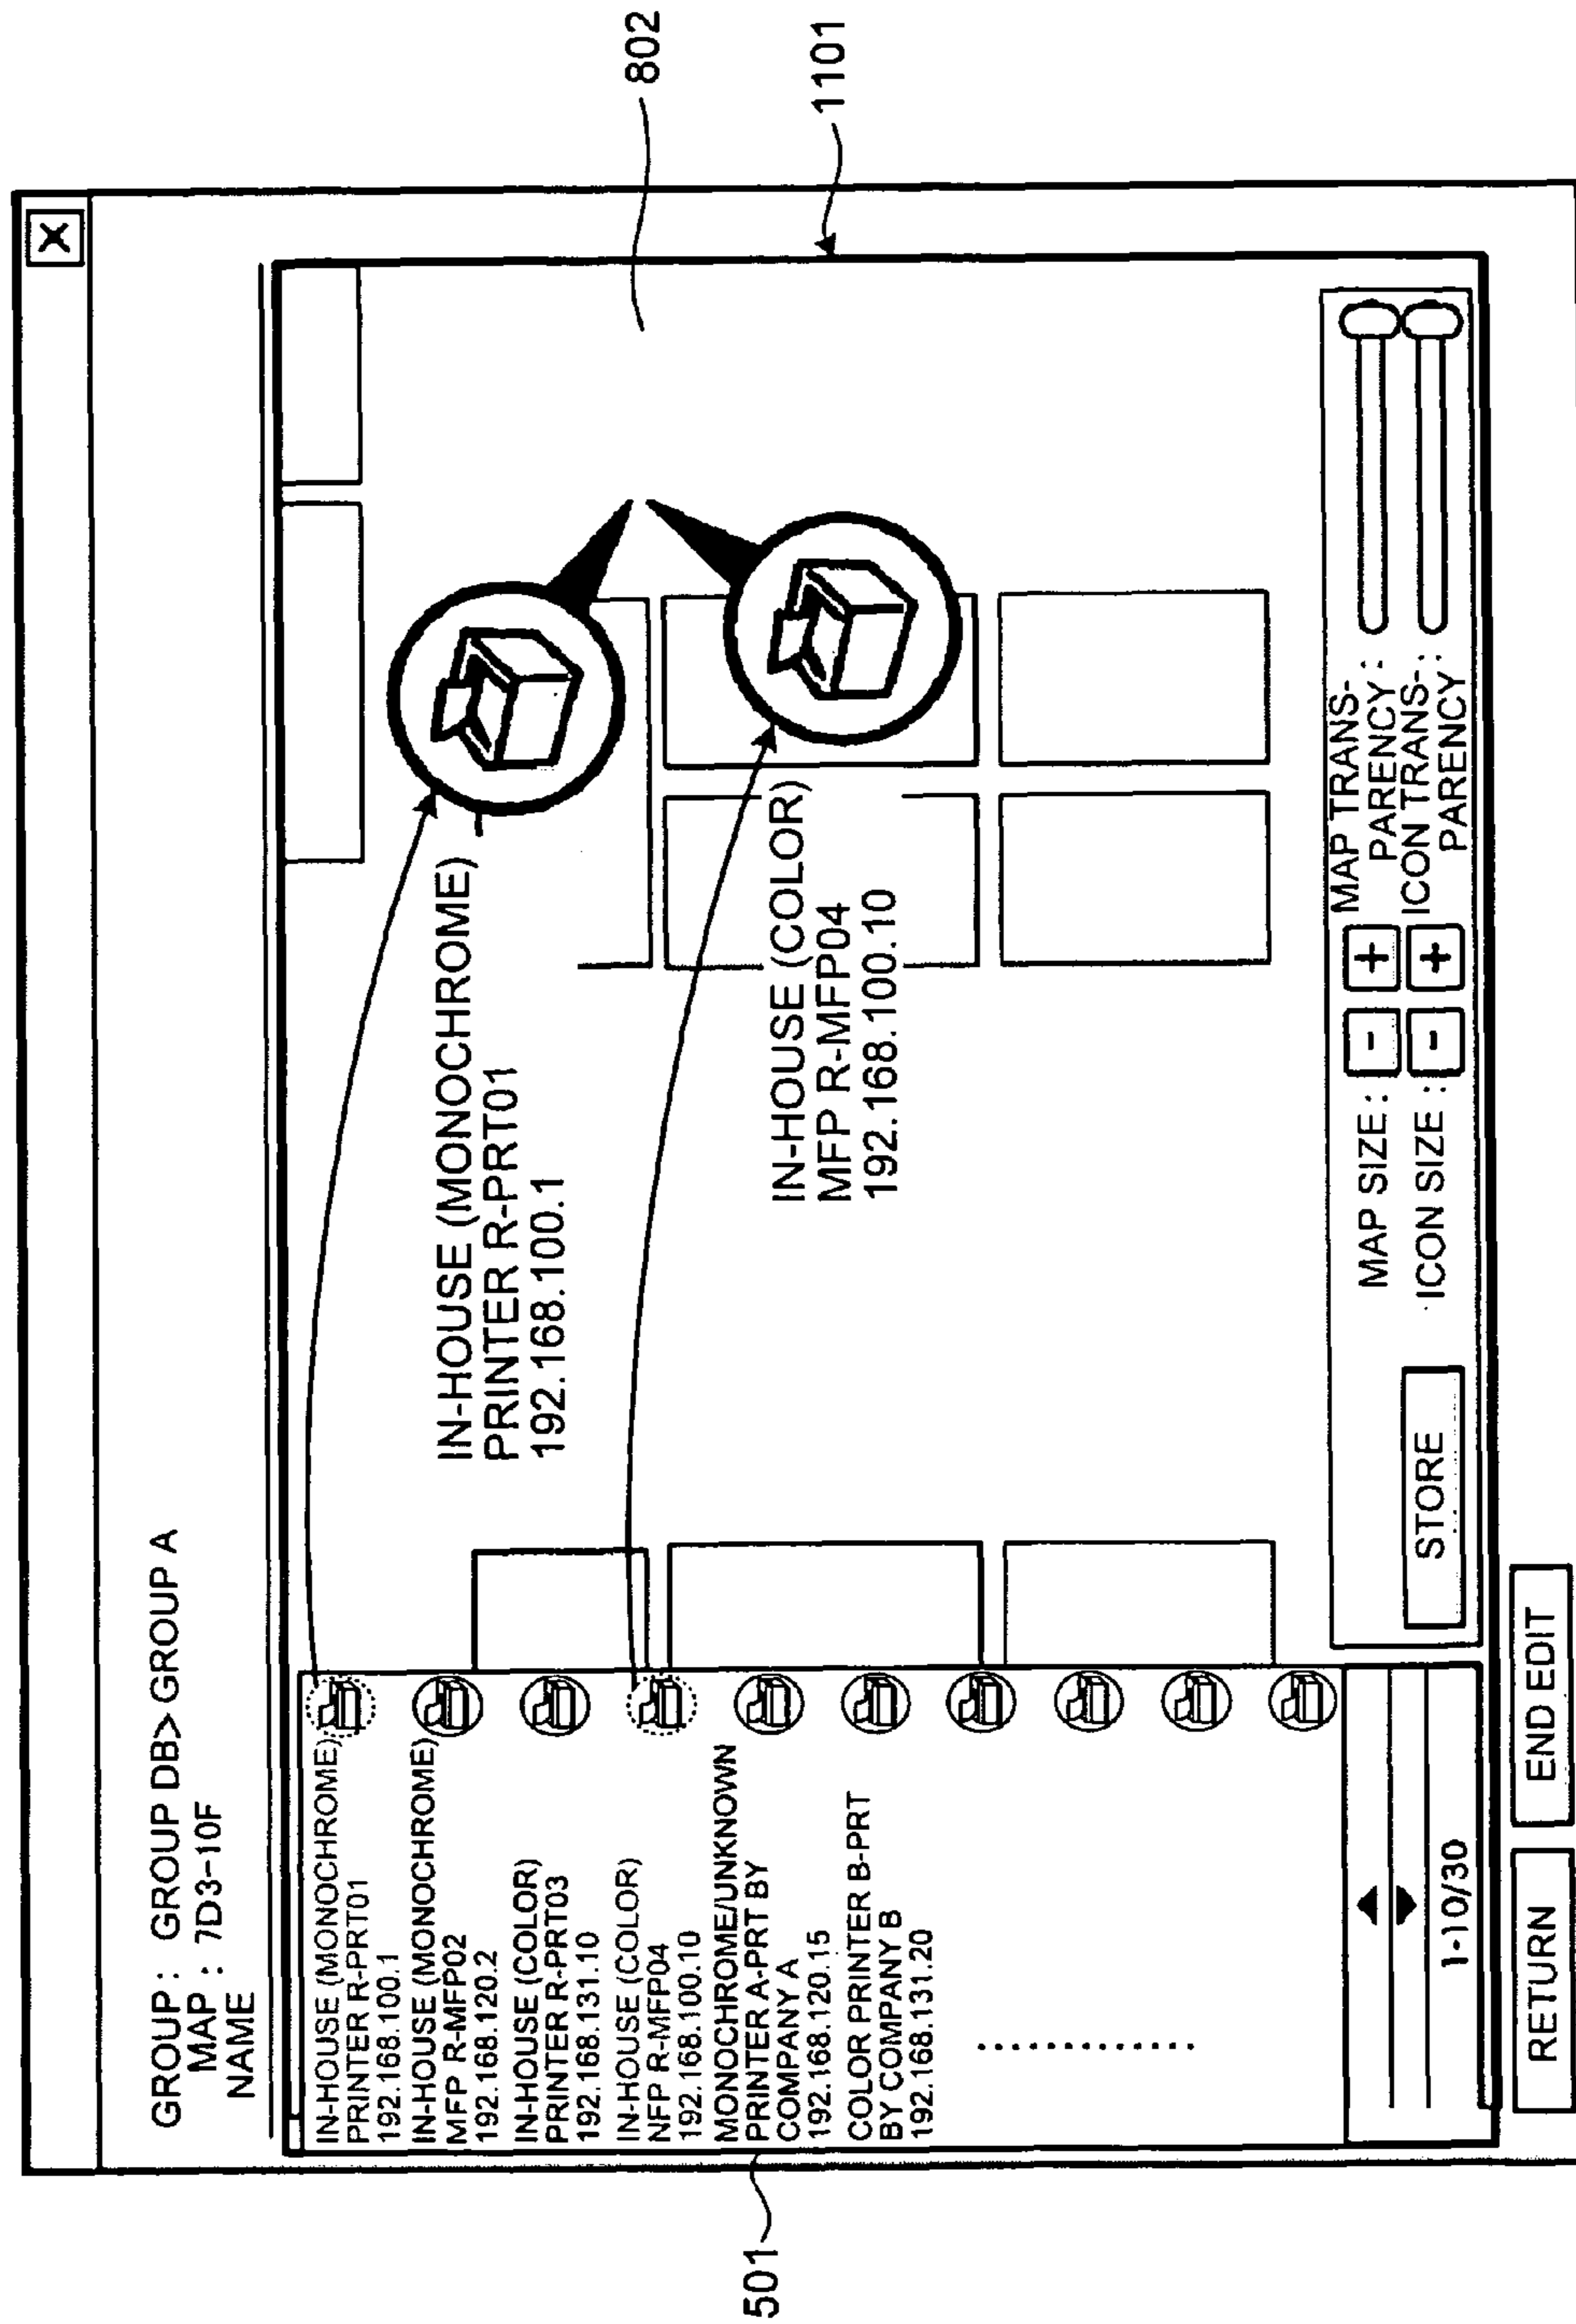 X
GROUP : GROUP DB> GROUP A
MAP : 7D3-10F
NAME
IN-HOUSE (MONOCHROME)
PRINTER R-PRT01
192.168.100.1
IN-HOUSE (MONOCHROME)
MFP R-MFP02
192.168.120.2
IN-HOUSE (COLOR)
PRINTER R-PRT03
192.168.131.10
IN-HOUSE (COLOR)
NFP R-MFP04
192.168.100.10
MONOCHROME/UNKNOWN
PRINTER A-PRT BY
COMPANY A
192.168.120.15
COLOR PRINTER B-PRT
BY COMPANY B
192.168.131.20
............
1-10/30
IN-HOUSE (MONOCHROME)
PRINTER R-PRT01
192.168.100.1
IN-HOUSE (COLOR)
MFP R-MFP04
192.168.100.10
MAP SIZE : - + MAP TRANS-
PARENCY :
ICON SIZE : - + ICON TRANS- :
PARENCY
STORE
RETURN END EDIT
501
802
1101